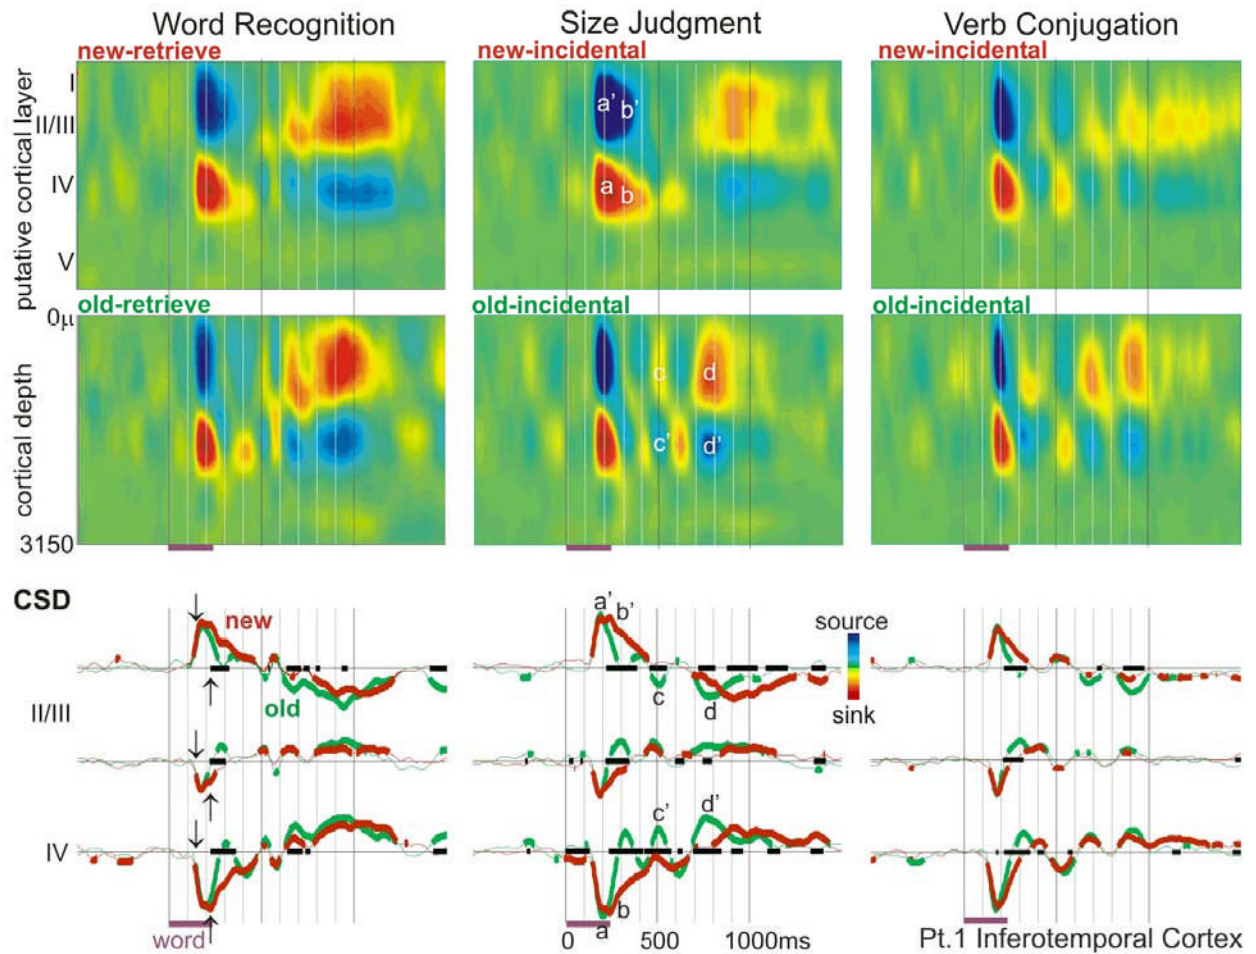 Word Recognition Size Judgment Verb Conjugation
new-retrieve new-incidental new-incidental
putative cortical layer
I
II/III
IV
V
a' b'
a b
old-retrieve old-incidental old-incidental
cortical depth
0µ
3150
c d
c' d'
CSD
new
old
a' b'
c d
source
sink
II/III
c' d'
IV
b
a
word
0 500 1000ms
Pt.1 Inferotemporal Cortex